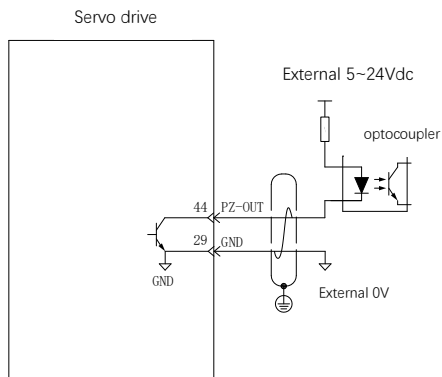 Servo drive
External 5~24Vdc
optocoupler
44 PZ-OUT
29 GND
GND
External 0V